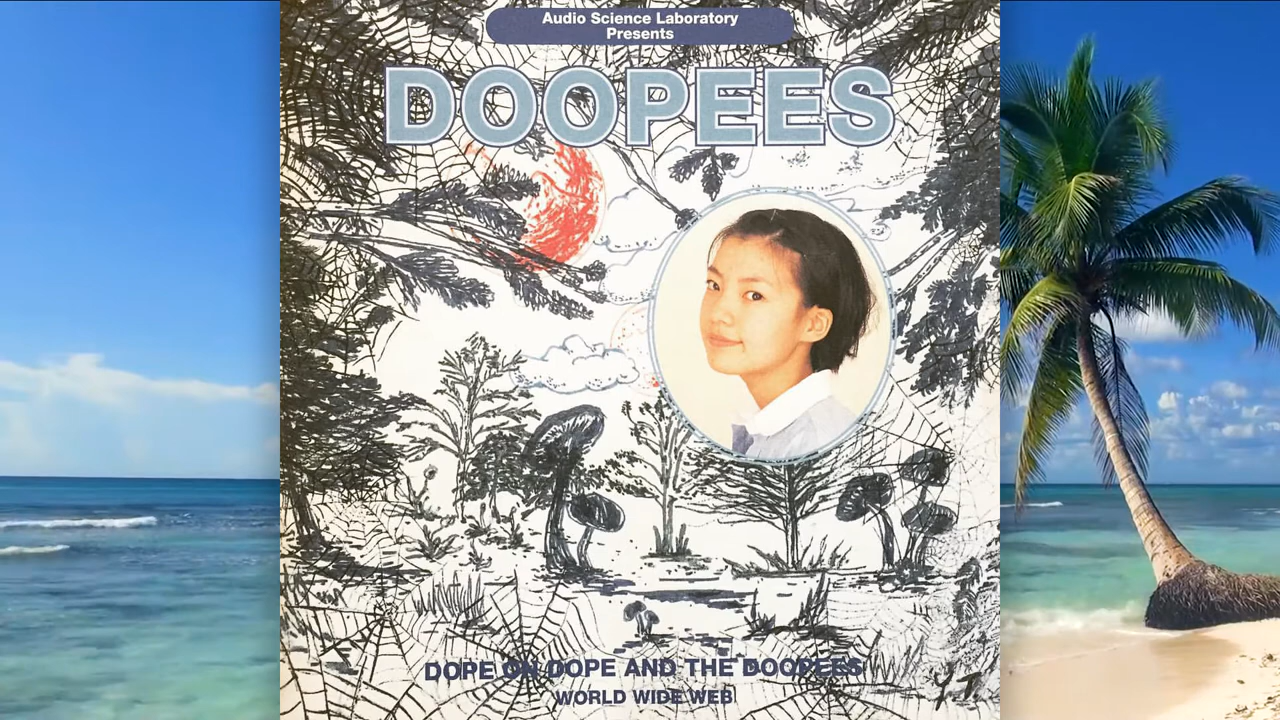 Audio Science Laboratory
Presents
DOOPEES
DOPE ON DOPE AND THE DOOPEES
WORLD WIDE WEB
Y.T